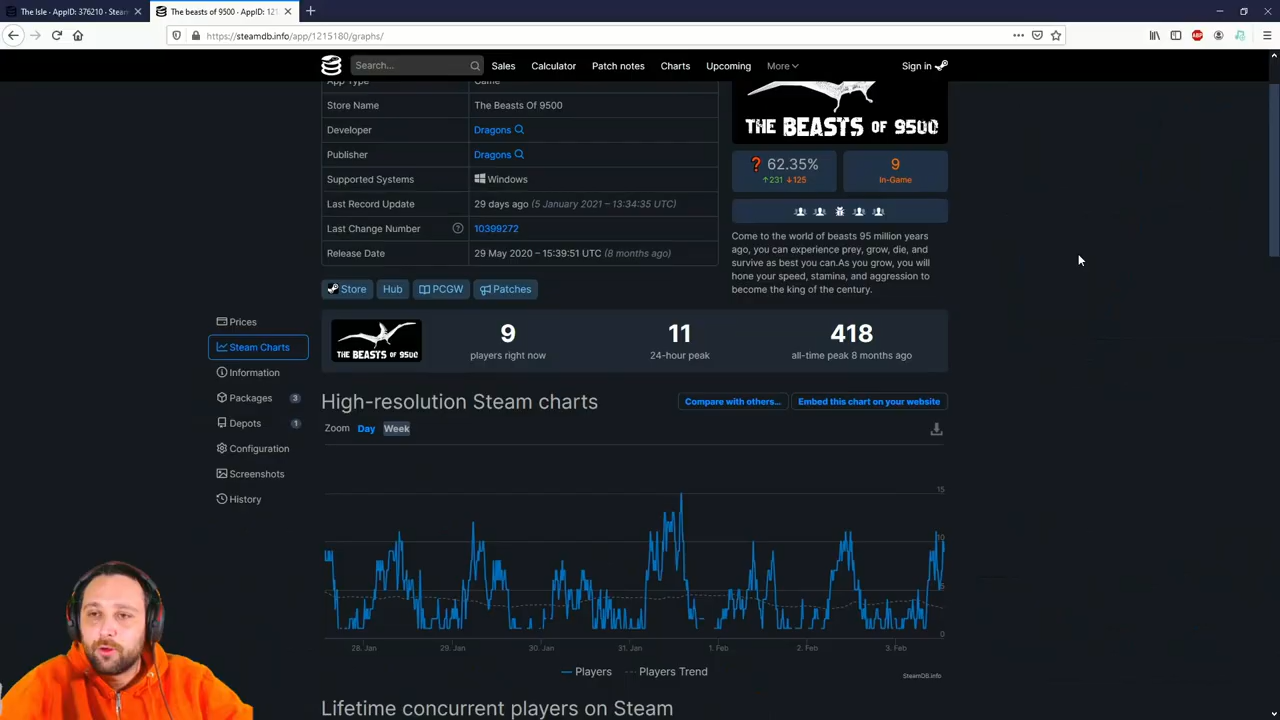 The Isle - AppID: 376210 - Steam
The beasts of 9500 - AppID: 121
https://steamdb.info/app/1215180/graphs/
ABP
Search...
Sales
Calculator
Patch notes
Charts
Upcoming
More
Sign in
App Type
Game
Store Name
The Beasts Of 9500
Developer
Dragons
Publisher
Dragons
Supported Systems
Windows
Last Record Update
29 days ago (5 January 2021 – 13:34:35 UTC)
Last Change Number
10399272
Release Date
29 May 2020 – 15:39:51 UTC (8 months ago)
THE BEASTS OF 9500
? 62.35%
↑231 ↓125
9
In-Game
Come to the world of beasts 95 million years
ago, you can experience prey, grow, die, and
survive as best you can.As you grow, you will
hone your speed, stamina, and aggression to
become the king of the century.
Store
Hub
PCGW
Patches
Prices
Steam Charts
Information
Packages 3
Depots 1
Configuration
Screenshots
History
THE BEASTS OF 9500
9
players right now
11
24-hour peak
418
all-time peak 8 months ago
High-resolution Steam charts
Compare with others...
Embed this chart on your website
Zoom Day Week
15
10
5
0
28. Jan
29. Jan
30. Jan
31. Jan
1. Feb
2. Feb
3. Feb
Players
Players Trend
SteamDB.info
Lifetime concurrent players on Steam